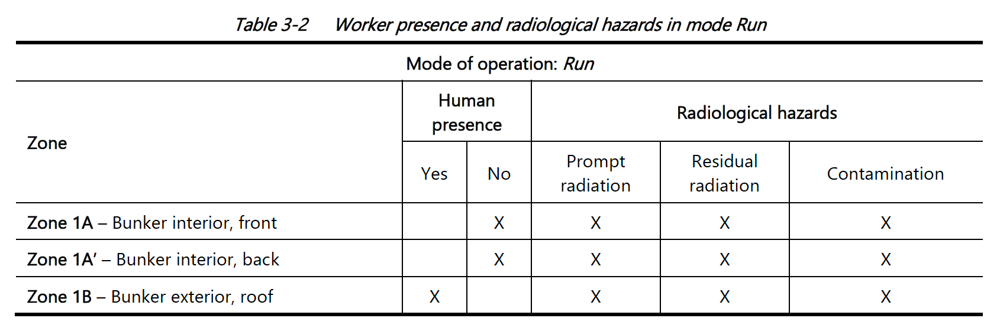 Table 3-2 Worker presence and radiological hazards in mode Run
Mode of operation: Run
Zone
Human
presence
Radiological hazards
Yes
No
Prompt
radiation
Residual
radiation
Contamination
Zone 1A – Bunker interior, front X X X X
Zone 1A’ – Bunker interior, back X X X X
Zone 1B – Bunker exterior, roof X X X X